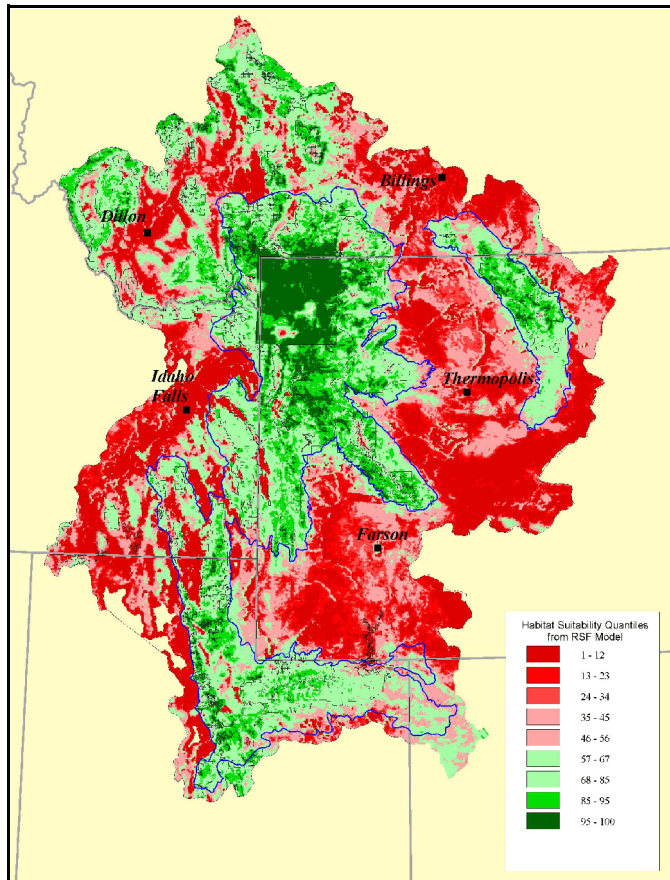 Billings
Dillon
Idaho
Falls
Thermopolis
Farson
Habitat Suitability Quantiles
from RSF Model
1 - 12
13 - 23
24 - 34
35 - 45
46 - 56
57 - 67
68 - 85
85 - 95
95 - 100